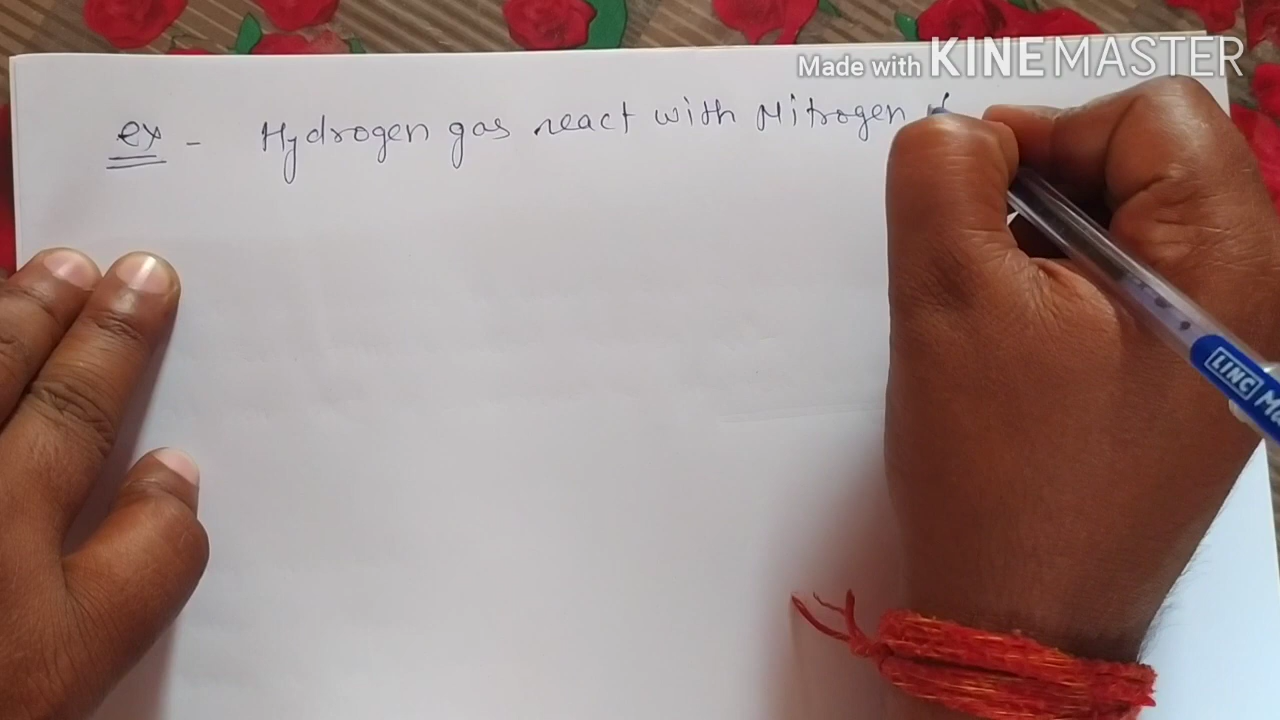 Made with KINEMASTER
ex - Hydrogen gas react with Nitrogen
LINC